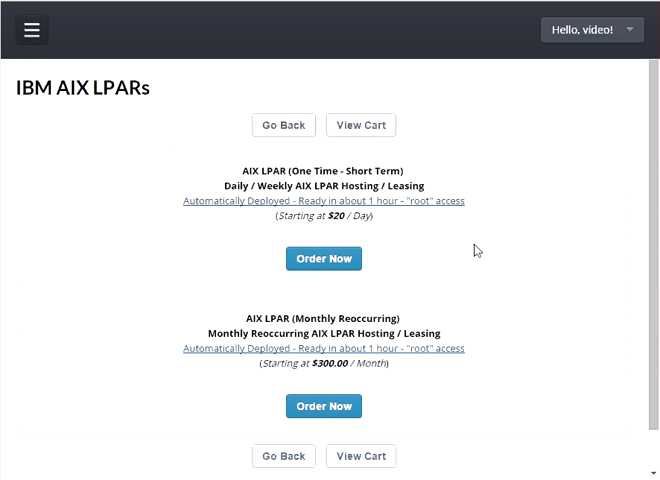 Hello, video!
IBM AIX LPARs
Go Back View Cart
AIX LPAR (One Time - Short Term)
Daily / Weekly AIX LPAR Hosting / Leasing
Automatically Deployed - Ready in about 1 hour - "root" access
(Starting at $20 / Day)
Order Now
AIX LPAR (Monthly Reoccurring)
Monthly Reoccurring AIX LPAR Hosting / Leasing
Automatically Deployed - Ready in about 1 hour - "root" access
(Starting at $300.00 / Month)
Order Now
Go Back View Cart